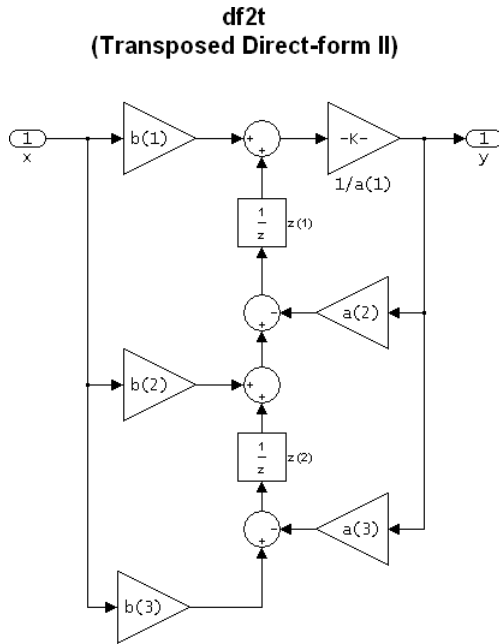 df2t
(Transposed Direct-form II)
1
x
b(1)
+
+
-K-
1/a(1)
1
y
1
z
z(1)
-
+
a(2)
b(2)
+
+
1
z
z(2)
-
+
a(3)
b(3)